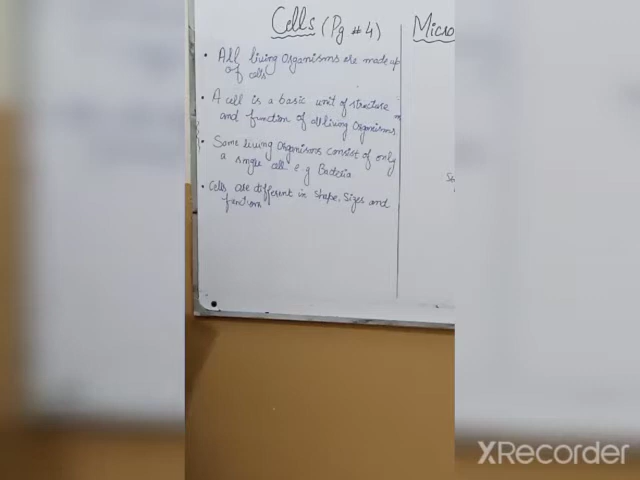 Cells (Pg # 4)
Micro
• All living organisms are made up
of cells
• A cell is a basic unit of structure
and function of all living organisms
• Some living organisms consist of only
a single cell e.g Bacteria
• Cells are different in shape, sizes and
function
XRecorder